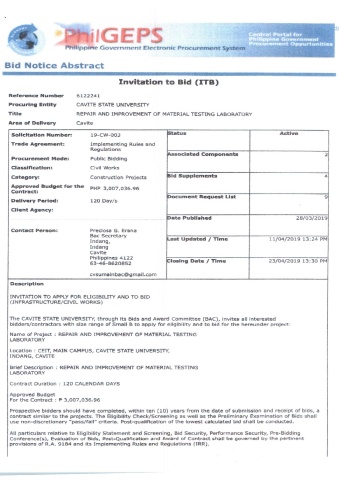 PhilGEPS
Philippine Government Electronic Procurement System
Central Portal for
Philippine Government
Procurement Opportunities
Bid Notice Abstract
Invitation to Bid (ITB)
Reference Number 6122241
Procuring Entity CAVITE STATE UNIVERSITY
Title REPAIR AND IMPROVEMENT OF MATERIAL TESTING LABORATORY
Area of Delivery Cavite
Solicitation Number: 19-CW-002 Status Active
Trade Agreement: Implementing Rules and
Regulations
Associated Components 2
Procurement Mode: Public Bidding
Classification: Civil Works
Category: Construction Projects Bid Supplements 4
Approved Budget for the
Contract: PHP 3,007,036.96
Document Request List 9
Delivery Period: 120 Day/s
Client Agency:
Date Published 28/03/2019
Contact Person: Preciosa G. Erana
Bac Secretary
Indang,
Indang
Cavite
Philippines 4122
63-46-8620852
cvsumainbac@gmail.com
Last Updated / Time 11/04/2019 13:24 PM
Closing Date / Time 23/04/2019 13:30 PM
Description
INVITATION TO APPLY FOR ELIGIBILITY AND TO BID
(INFRASTRUCTURE/CIVIL WORKS)
The CAVITE STATE UNIVERSITY, through its Bids and Award Committee (BAC), invites all interested
bidders/contractors with size range of Small B to apply for eligibility and to bid for the hereunder project:
Name of Project : REPAIR AND IMPROVEMENT OF MATERIAL TESTING
LABORATORY
Location : CEIT, MAIN CAMPUS, CAVITE STATE UNIVERSITY,
INDANG, CAVITE
Brief Description : REPAIR AND IMPROVEMENT OF MATERIAL TESTING
LABORATORY
Contract Duration : 120 CALENDAR DAYS
Approved Budget
For the Contract : P 3,007,036.96
Prospective bidders should have completed, within ten (10) years from the date of submission and receipt of bids, a
contract similar to the projects. The Eligibility Check/Screening as well as the Preliminary Examination of Bids shall
use non-discretionary "pass/fail" criteria. Post-qualification of the lowest calculated bid shall be conducted.
All particulars relative to Eligibility Statement and Screening, Bid Security, Performance Security, Pre-Bidding
Conference(s), Evaluation of Bids, Post-Qualification and Award of Contract shall be governed by the pertinent
provisions of R.A. 9184 and its Implementing Rules and Regulations (IRR).